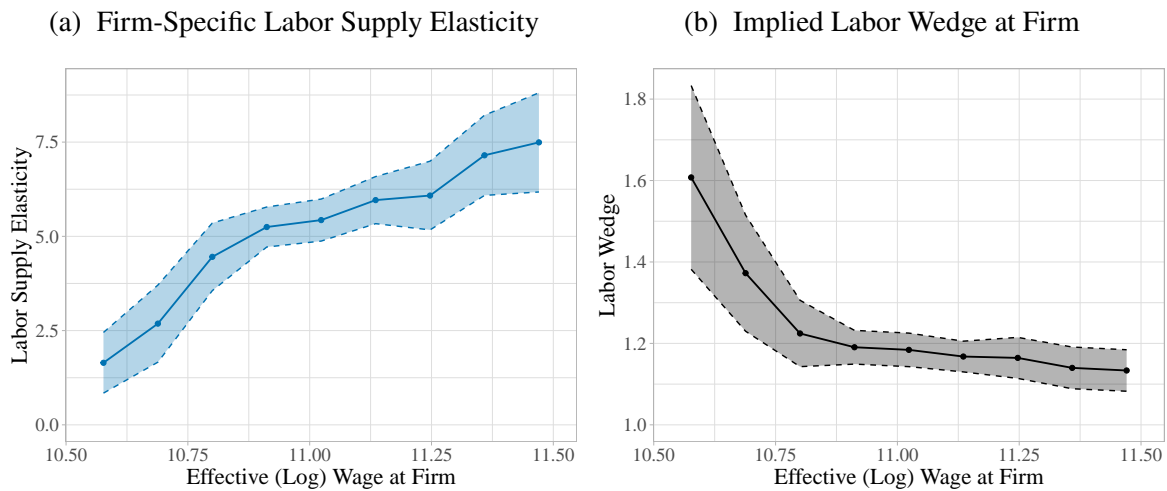 (a) Firm-Specific Labor Supply Elasticity
Labor Supply Elasticity
7.5
5.0
2.5
0.0
10.50 10.75 11.00 11.25 11.50
Effective (Log) Wage at Firm
(b) Implied Labor Wedge at Firm
Labor Wedge
1.8
1.6
1.4
1.2
1.0
10.50 10.75 11.00 11.25 11.50
Effective (Log) Wage at Firm